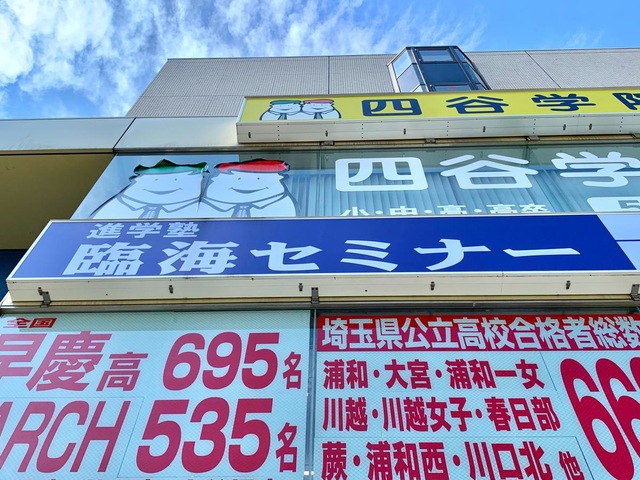 四谷学院
四谷学
小・中・高・高卒
進学塾
臨海セミナー
全国
早慶高 695名
MARCH 535名
埼玉県公立高校合格者総数
浦和・大宮・浦和一女
川越・川越女子・春日部
蕨・浦和西・川口北 他